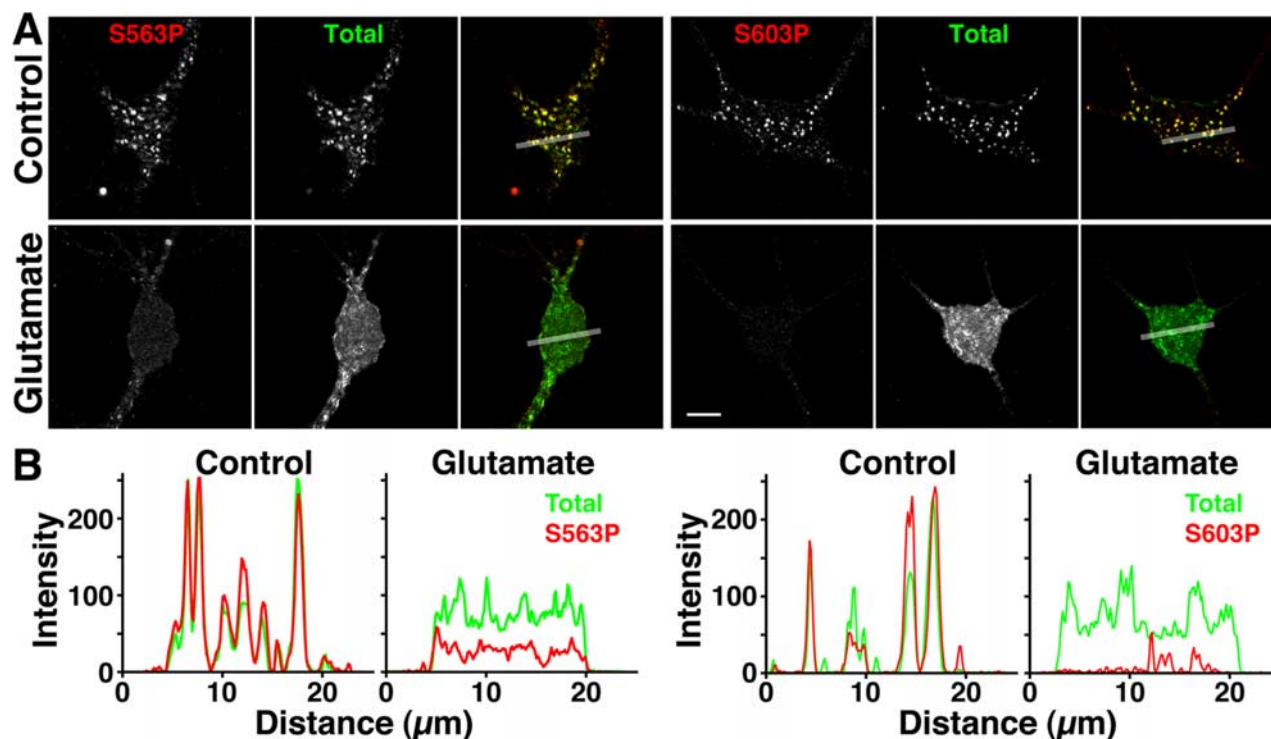 A
Control
S563P Total
S603P Total
Glutamate
B
Control Glutamate
Control Glutamate
Intensity
200
100
0
Total
S563P
0 10 20
0 10 20
Distance (µm)
Intensity
200
100
0
Total
S603P
0 10 20
0 10 20
Distance (µm)